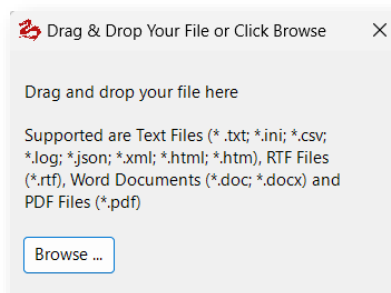 Drag & Drop Your File or Click Browse
Drag and drop your file here
Supported are Text Files (* .txt; *.ini; *.csv;
*.log; *.json; *.xml; *.html; *.htm), RTF Files
(*.rtf), Word Documents (*.doc; *.docx) and
PDF Files (*.pdf)
Browse ...